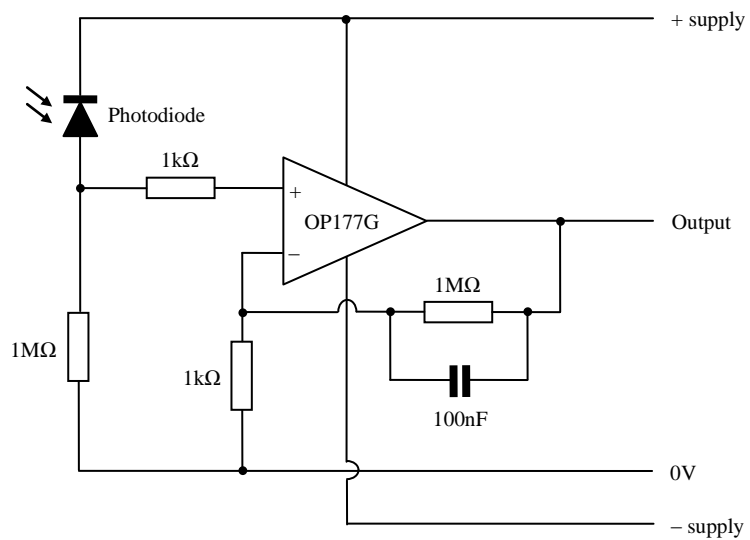 + supply
Photodiode
1kΩ
+
OP177G
Output
–
1MΩ
1MΩ
1kΩ
100nF
0V
– supply